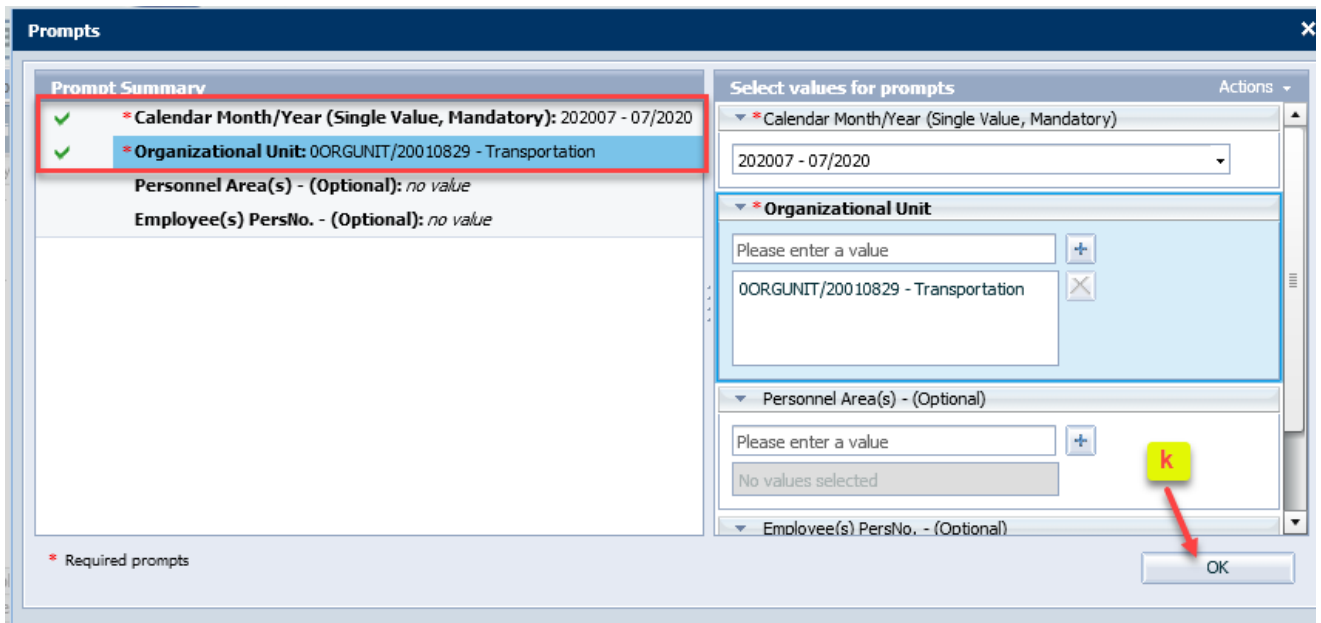 Prompts
Prompt Summary
* Calendar Month/Year (Single Value, Mandatory): 202007 - 07/2020
* Organizational Unit: 0ORGUNIT/20010829 - Transportation
Personnel Area(s) - (Optional): no value
Employee(s) PersNo. - (Optional): no value
* Required prompts
Select values for prompts
Actions
* Calendar Month/Year (Single Value, Mandatory)
202007 - 07/2020
* Organizational Unit
Please enter a value
0ORGUNIT/20010829 - Transportation
Personnel Area(s) - (Optional)
Please enter a value
No values selected
Employee(s) PersNo. - (Optional)
k
OK